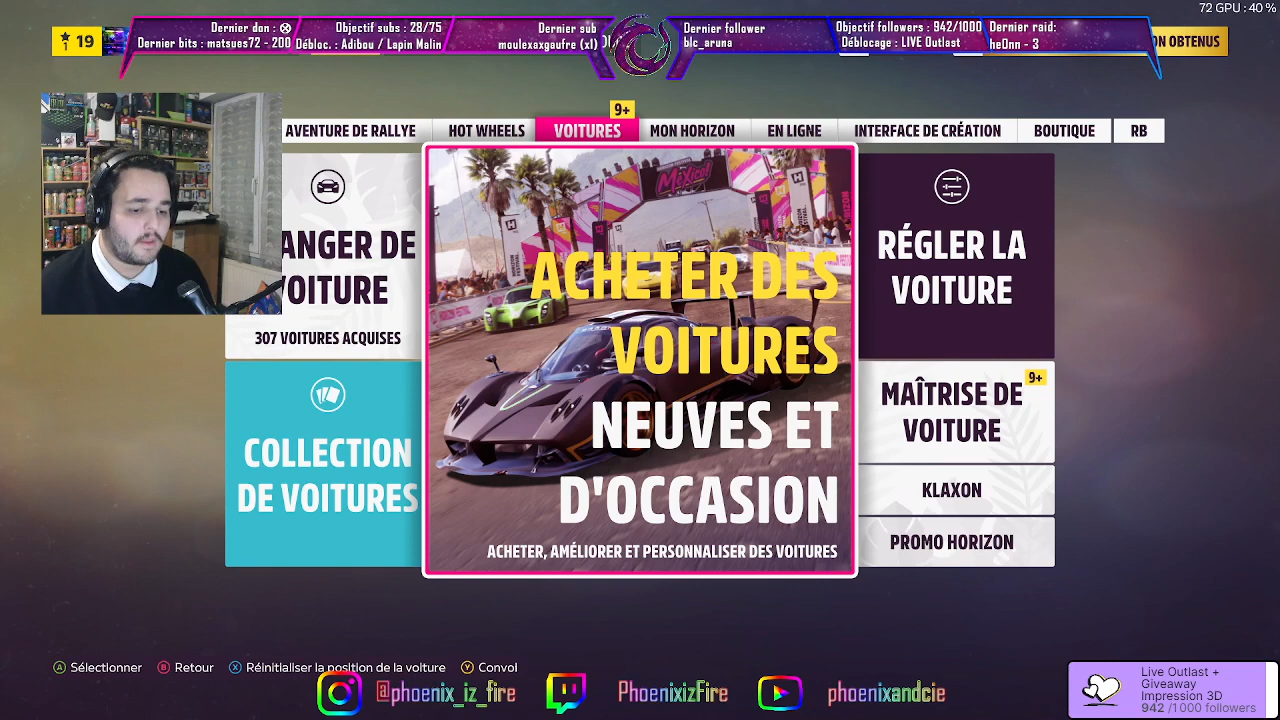 72 GPU : 40 %
1 19
Dernier don :
Dernier bits : matsues72 - 200
Objectif subs : 28/75
Débloc. : Adibou / Lapin Malin
Dernier sub
moulexaxgaufre (x1)
Dernier follower
blc_aruna
Objectif followers : 942/1000
Déblocage : LIVE Outlast
Dernier raid:
he0nn - 3
ON OBTENUS
9+
AVENTURE DE RALLYE
HOT WHEELS
VOITURES
MON HORIZON
EN LIGNE
INTERFACE DE CRÉATION
BOUTIQUE
RB
ANGER DE
VOITURE
307 VOITURES ACQUISES
COLLECTION
DE VOITURES
MÉXICO!
ACHETER DES
VOITURES
NEUVES ET
D'OCCASION
ACHETER, AMÉLIORER ET PERSONNALISER DES VOITURES
RÉGLER LA
VOITURE
9+
MAÎTRISE DE
VOITURE
KLAXON
PROMO HORIZON
A Sélectionner
B Retour
X Réinitialiser la position de la voiture
Y Convoi
@phoenix_iz_fire
PhoenixizFire
phoenixandcie
Live Outlast +
Giveaway
Impression 3D
942 /1000 followers